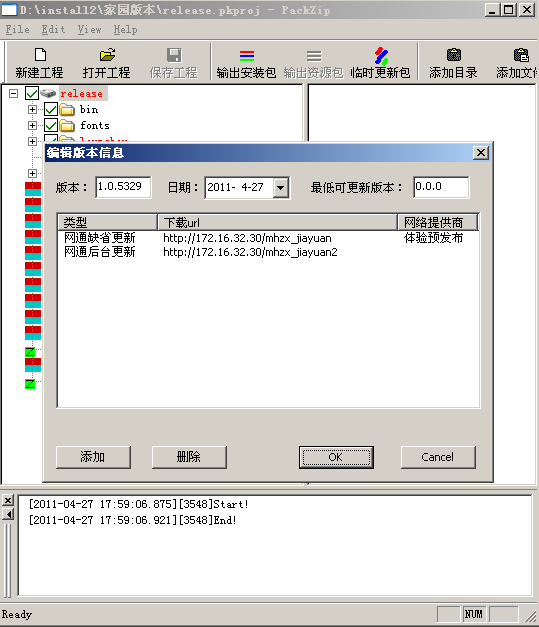 D:\install2\家园版本\release.pkproj - PackZip
File Edit View Help
新建工程 打开工程 保存工程 输出安装包 输出资源包 临时更新包 添加目录 添加文件
release
bin
fonts
编辑版本信息
版本： 1.0.5329 日期： 2011- 4-27 最低可更新版本： 0.0.0
类型 下载url 网络提供商
网通缺省更新 http://172.16.32.30/mhzx_jiayuan 体验预发布
网通后台更新 http://172.16.32.30/mhzx_jiayuan2
添加 删除 OK Cancel
[2011-04-27 17:59:06.875][3548]Start!
[2011-04-27 17:59:06.921][3548]End!
Ready NUM